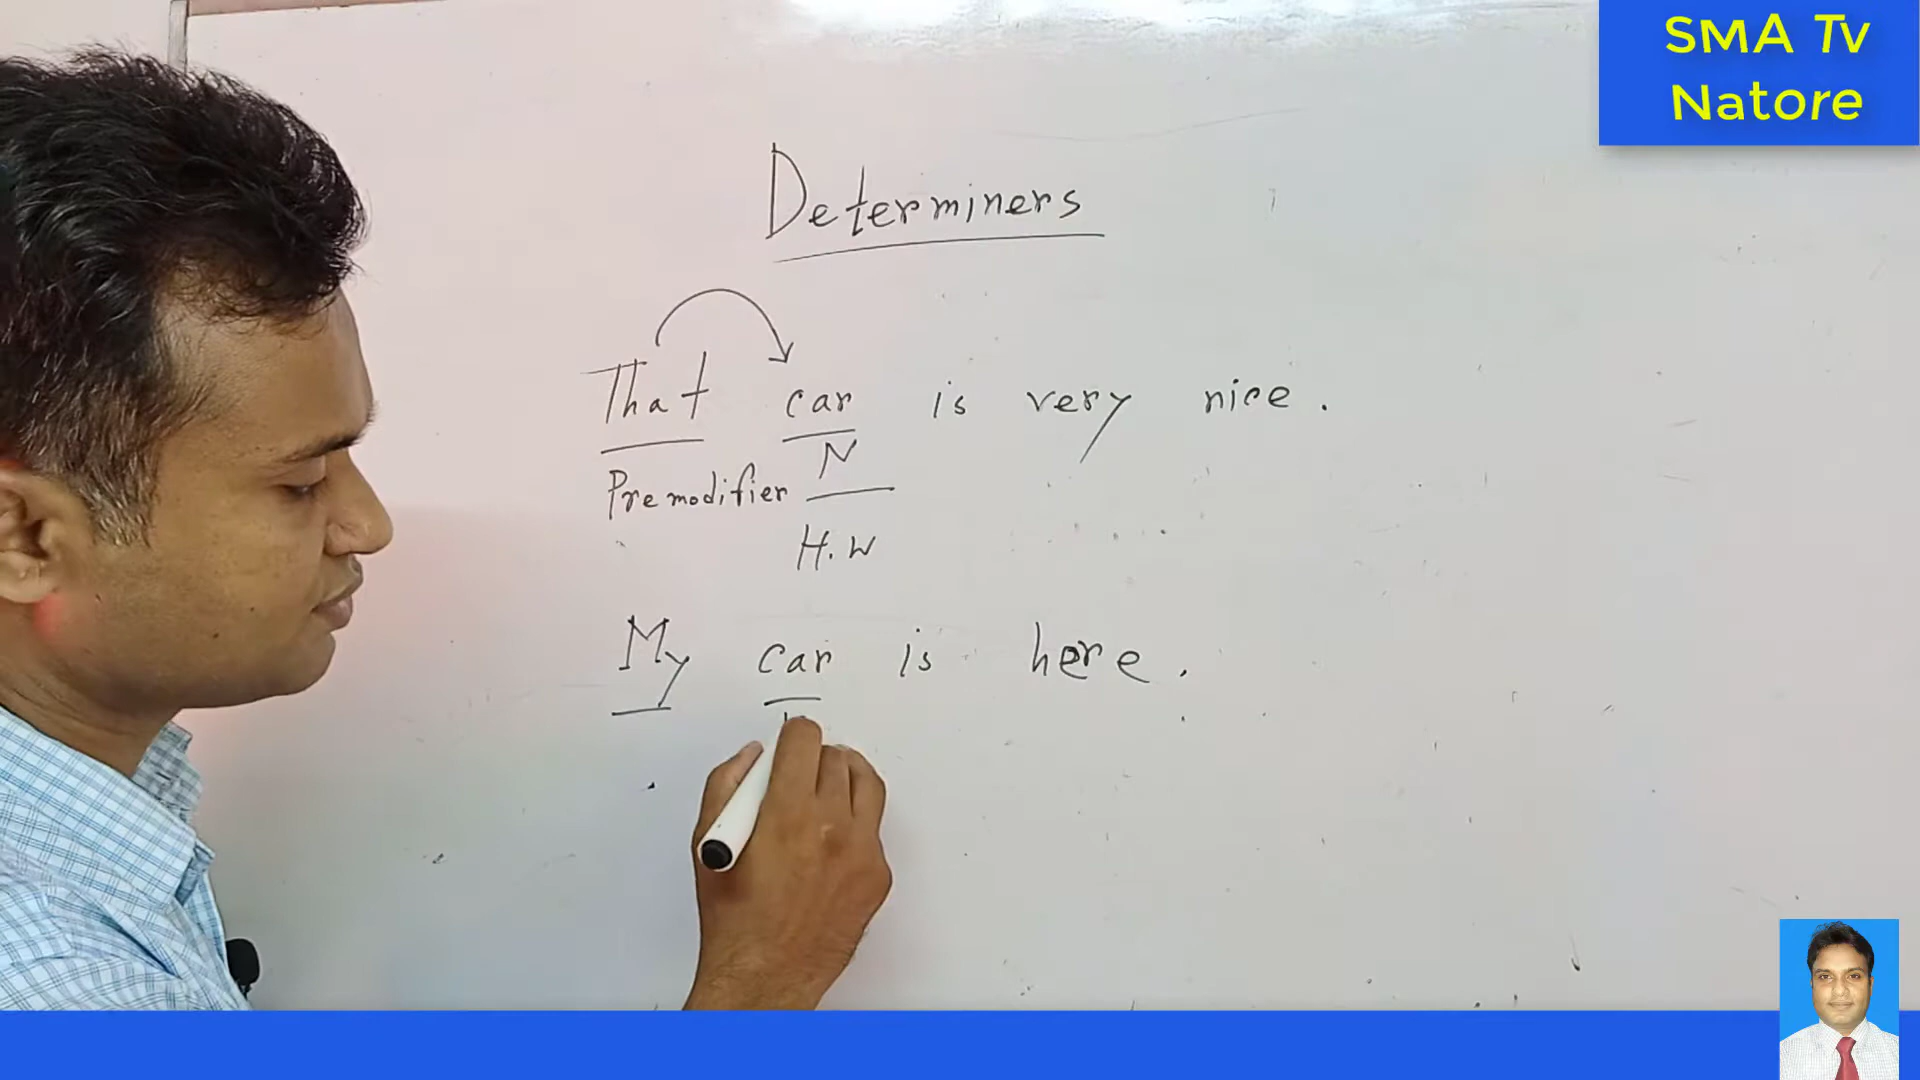 SMA Tv
Natore
Determiners
That car is very nice.
N
Premodifier
H.W
My car is here.